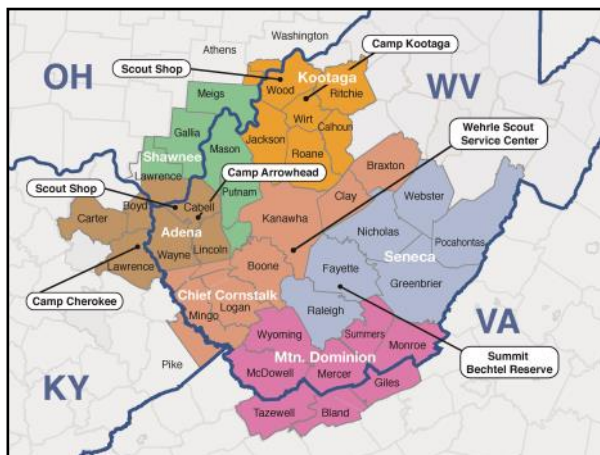 Washington
Athens
Camp Kootaga
Scout Shop
OH
Kootaga
WV
Wood
Ritchie
Meigs
Wirt
Wehrle Scout
Service Center
Gallia
Jackson
Calhoun
Mason
Roane
Braxton
Shawnee
Lawrence
Camp Arrowhead
Clay
Webster
Scout Shop
Putnam
Boyd
Cabell
Kanawha
Carter
Nicholas
Pocahontas
Adena
Lincoln
Seneca
Wayne
Lawrence
Boone
Fayette
Greenbrier
Camp Cherokee
Chief Cornstalk
Logan
Raleigh
Mingo
VA
Wyoming
Summers
Monroe
Pike
Mtn. Dominion
Summit
Bechtel Reserve
KY
McDowell
Mercer
Giles
Tazewell
Bland